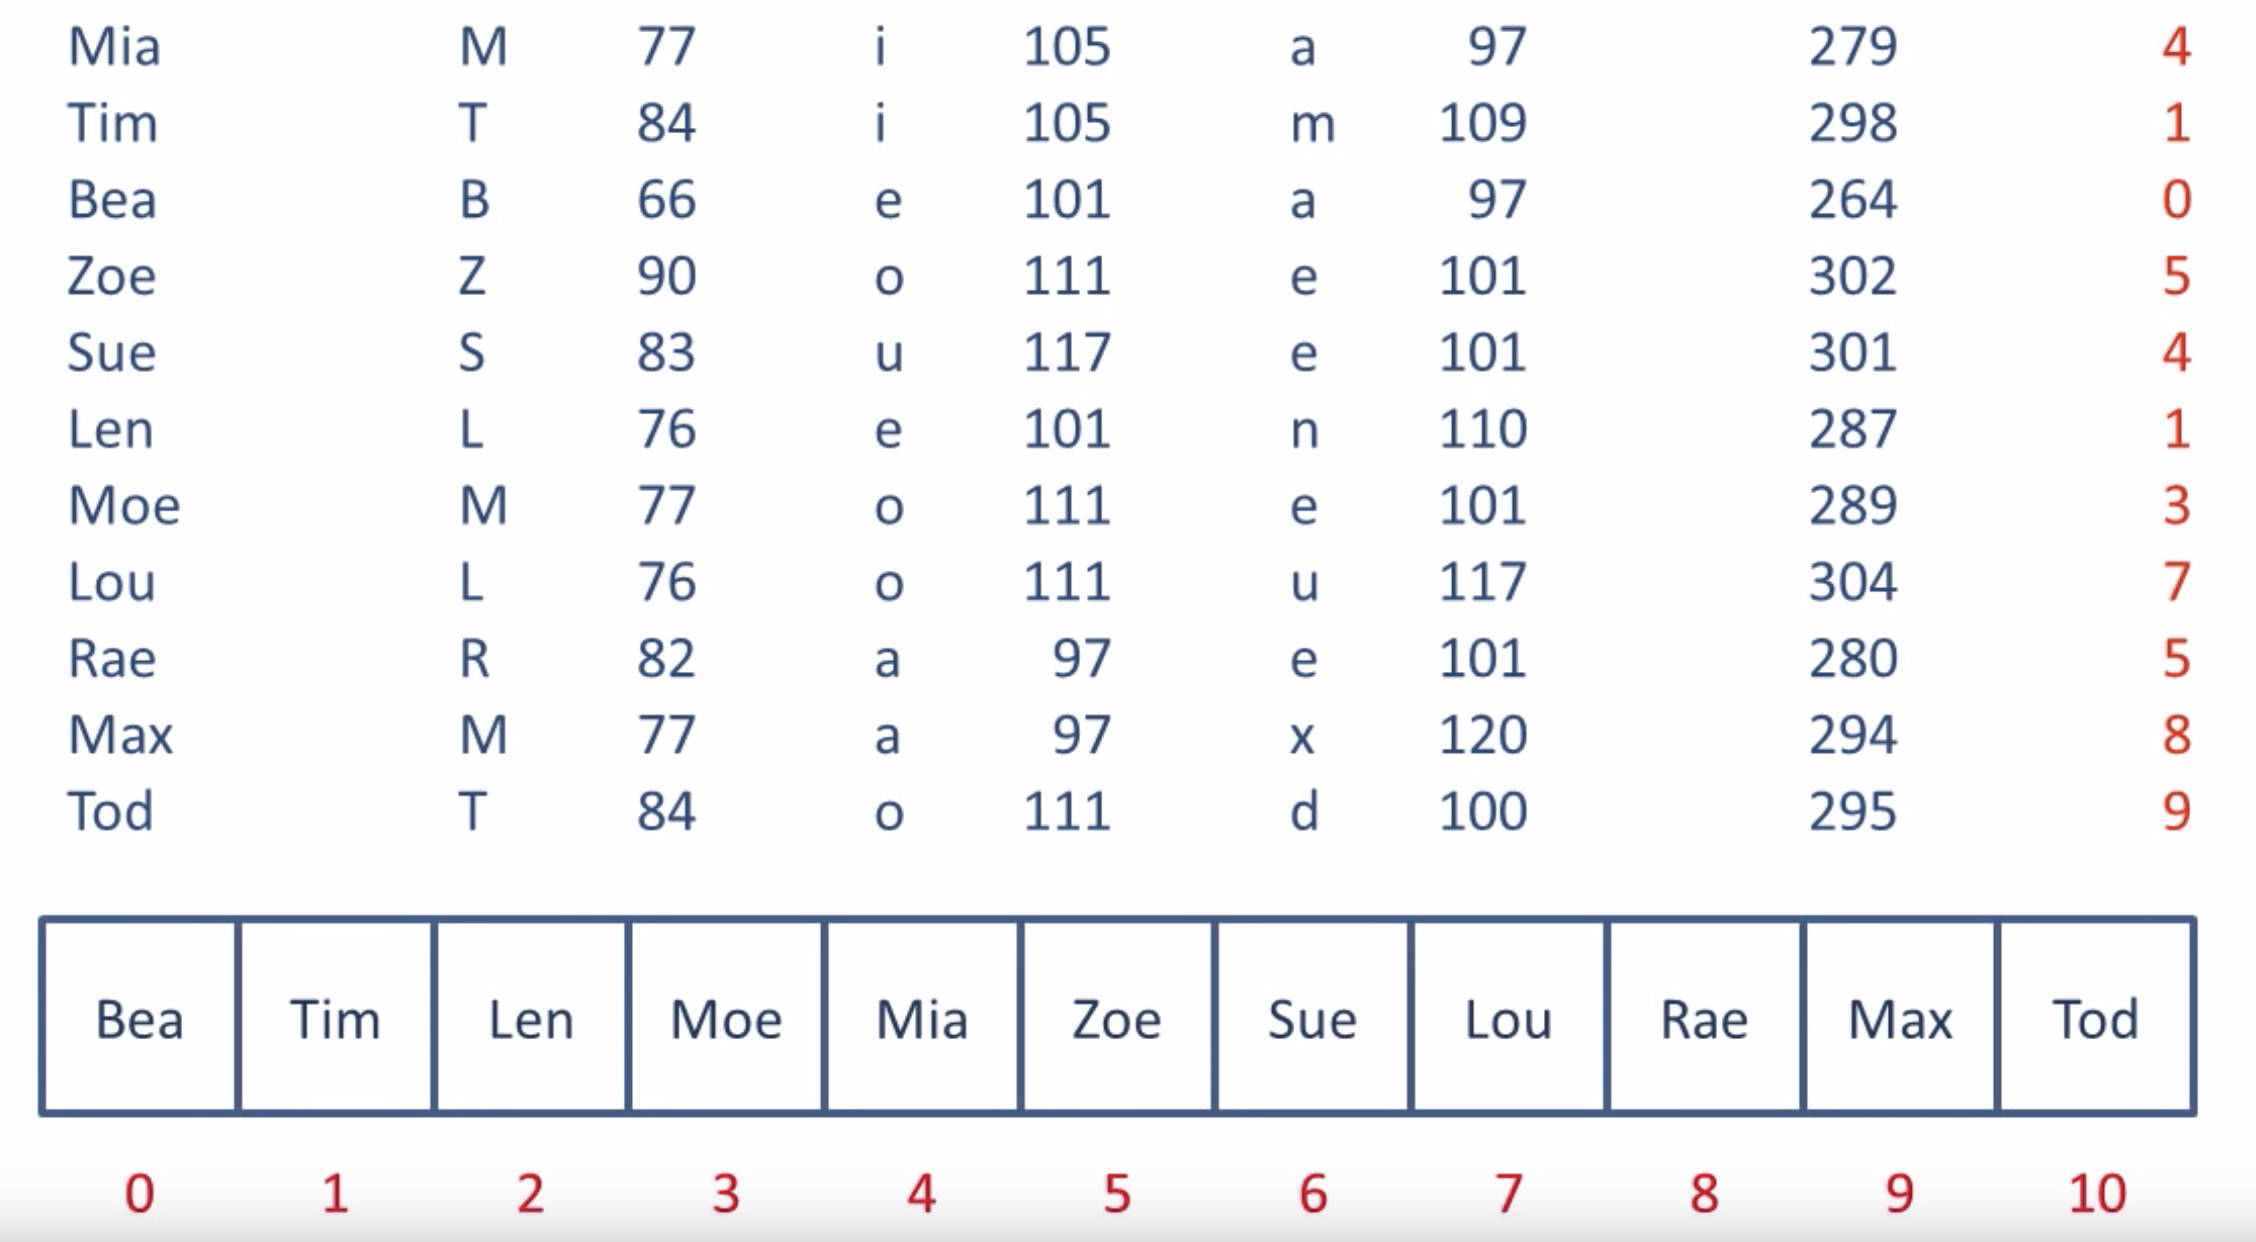 Mia M 77 i 105 a 97 279 4
Tim T 84 i 105 m 109 298 1
Bea B 66 e 101 a 97 264 0
Zoe Z 90 o 111 e 101 302 5
Sue S 83 u 117 e 101 301 4
Len L 76 e 101 n 110 287 1
Moe M 77 o 111 e 101 289 3
Lou L 76 o 111 u 117 304 7
Rae R 82 a 97 e 101 280 5
Max M 77 a 97 x 120 294 8
Tod T 84 o 111 d 100 295 9
Bea Tim Len Moe Mia Zoe Sue Lou Rae Max Tod
0 1 2 3 4 5 6 7 8 9 10